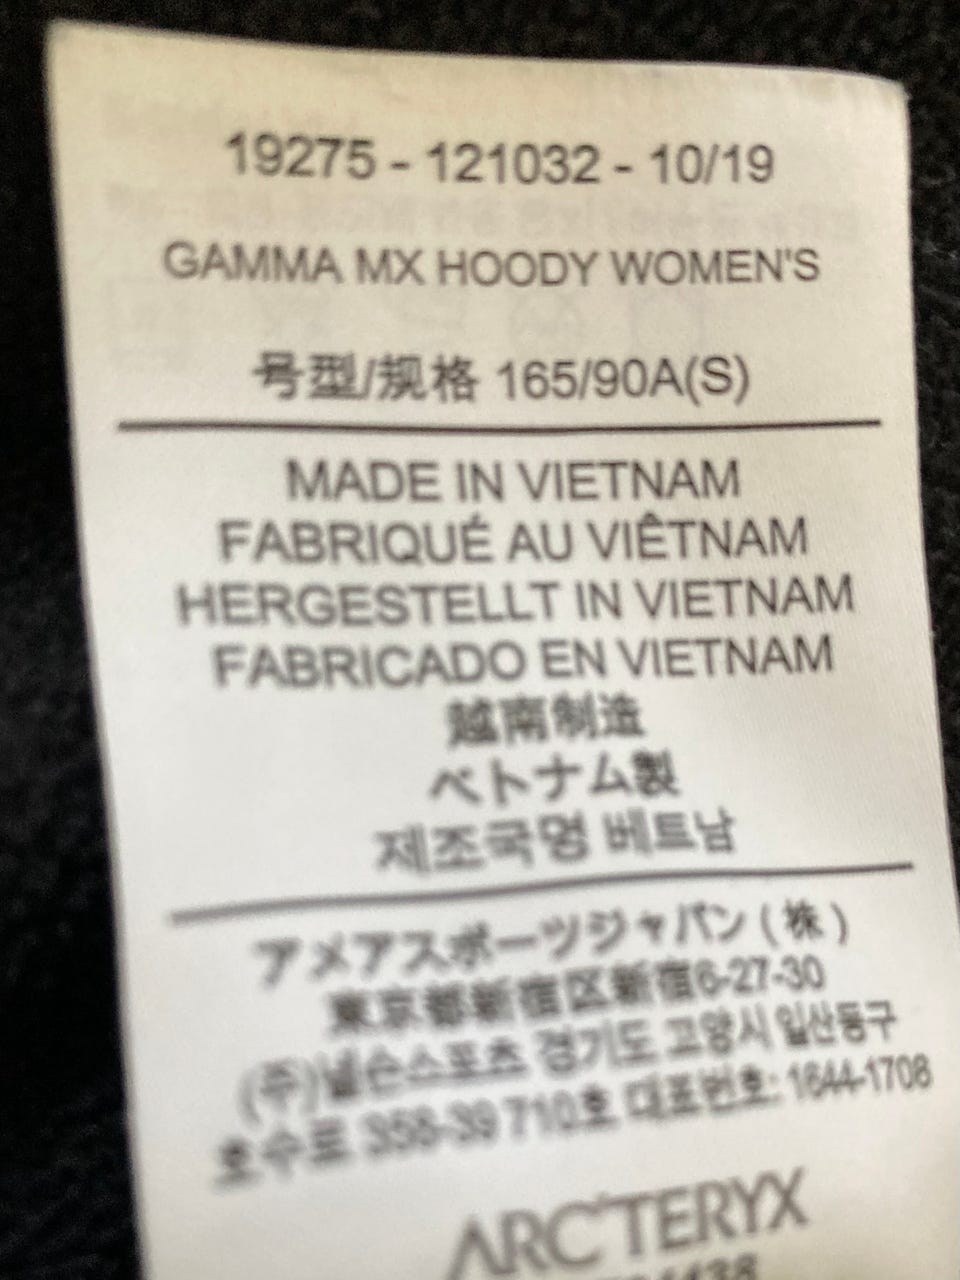 19275 - 121032 - 10/19
GAMMA MX HOODY WOMEN'S
号型/规格 165/90A(S)
MADE IN VIETNAM
FABRIQUÉ AU VIÊTNAM
HERGESTELLT IN VIETNAM
FABRICADO EN VIETNAM
越南制造
ベトナム製
제조국명 베트남
アメアスポーツジャパン(株)
東京都新宿区新宿6-27-30
(주)넬슨스포츠 경기도 고양시 일산동구
호수로 358-39 710호 대표번호: 1644-1708
ARC'TERYX